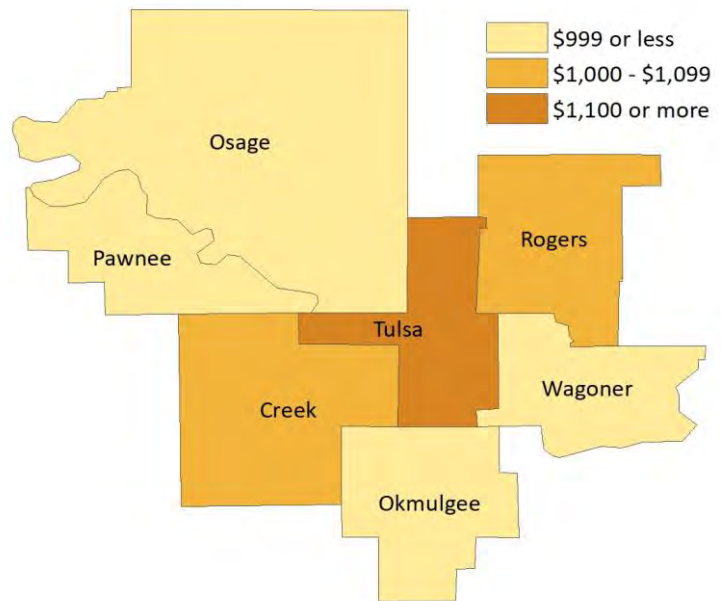 $999 or less
$1,000 - $1,099
$1,100 or more
Osage
Rogers
Pawnee
Tulsa
Wagoner
Creek
Okmulgee